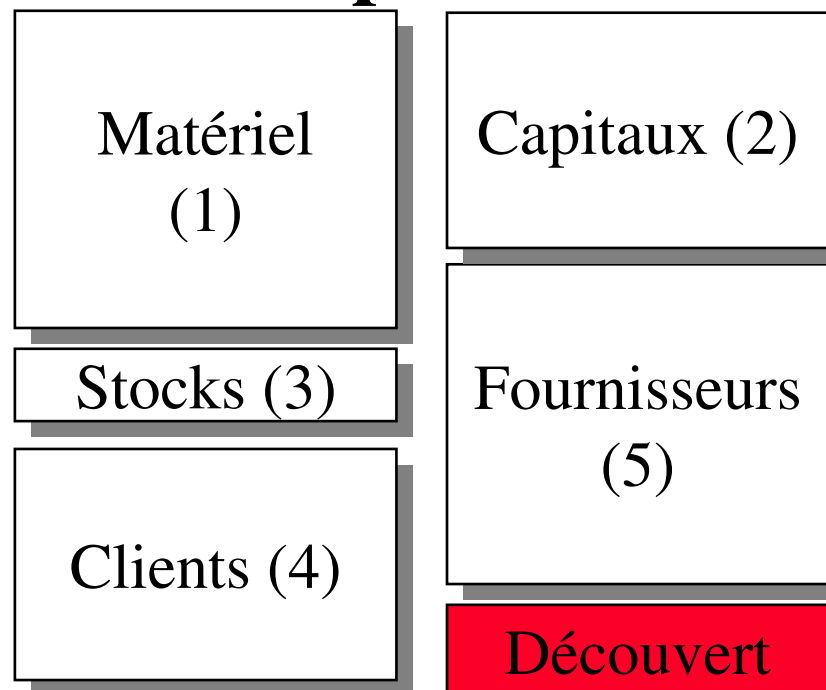 Matériel
(1)
Stocks (3)
Clients (4)
Capitaux (2)
Fournisseurs
(5)
Découvert